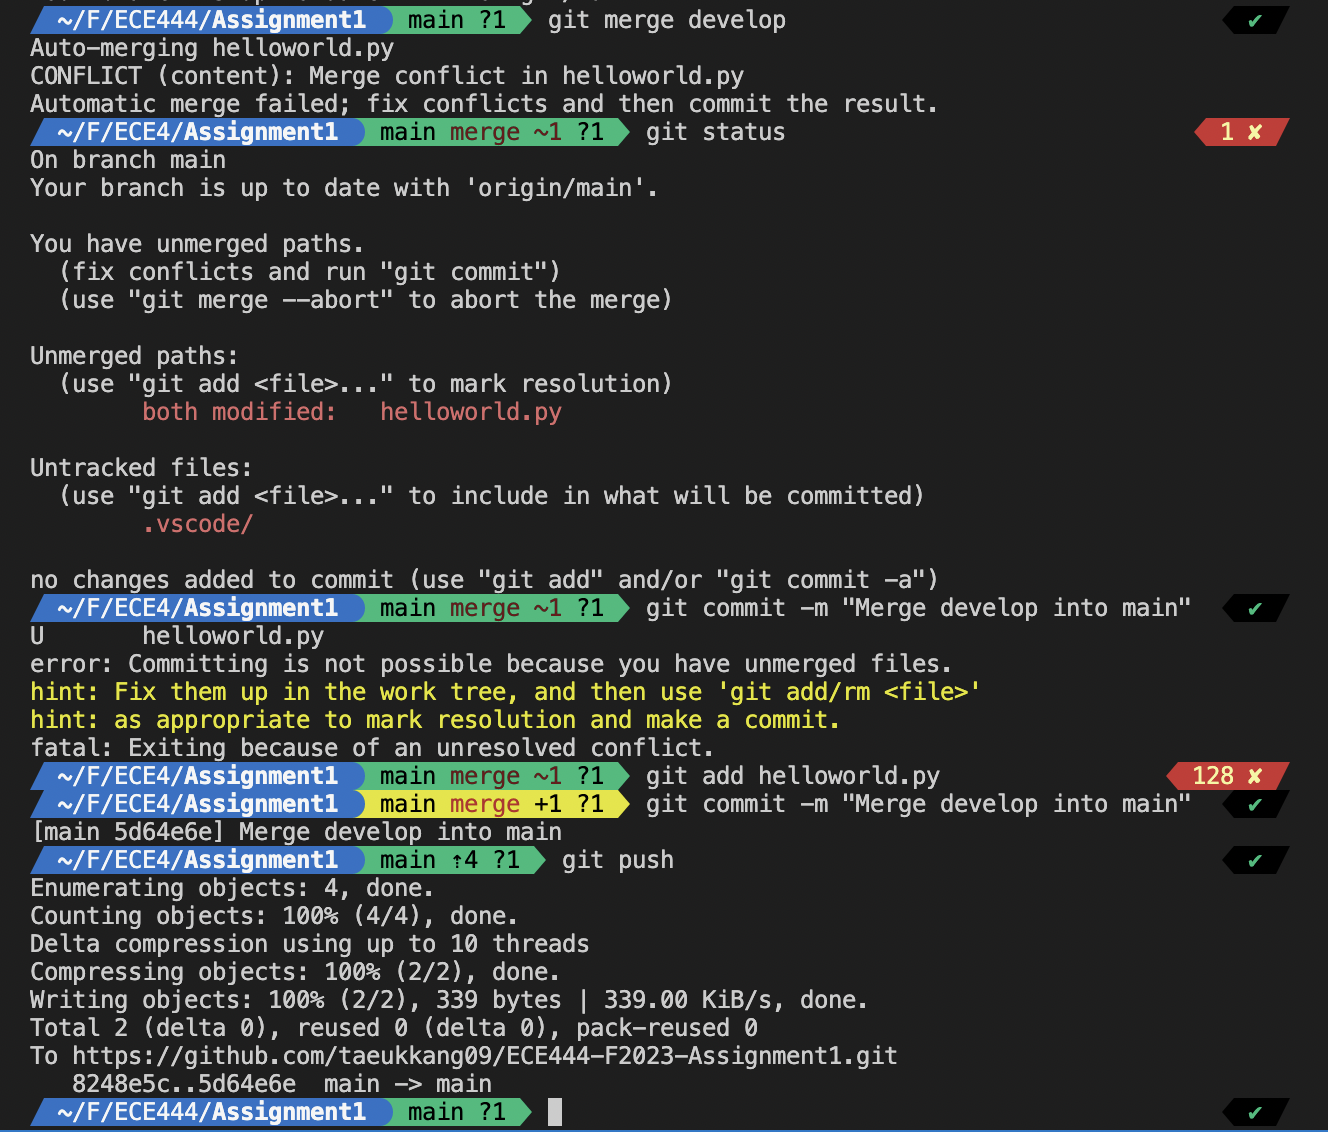 ~/F/ECE444/Assignment1 main ?1 git merge develop ✔
Auto-merging helloworld.py
CONFLICT (content): Merge conflict in helloworld.py
Automatic merge failed; fix conflicts and then commit the result.
~/F/ECE4/Assignment1 main merge ~1 ?1 git status 1 ✘
On branch main
Your branch is up to date with 'origin/main'.
You have unmerged paths.
(fix conflicts and run "git commit")
(use "git merge --abort" to abort the merge)
Unmerged paths:
(use "git add <file>..." to mark resolution)
both modified: helloworld.py
Untracked files:
(use "git add <file>..." to include in what will be committed)
.vscode/
no changes added to commit (use "git add" and/or "git commit -a")
~/F/ECE4/Assignment1 main merge ~1 ?1 git commit -m "Merge develop into main" ✔
U helloworld.py
error: Committing is not possible because you have unmerged files.
hint: Fix them up in the work tree, and then use 'git add/rm <file>'
hint: as appropriate to mark resolution and make a commit.
fatal: Exiting because of an unresolved conflict.
~/F/ECE4/Assignment1 main merge ~1 ?1 git add helloworld.py 128 ✘
~/F/ECE4/Assignment1 main merge +1 ?1 git commit -m "Merge develop into main" ✔
[main 5d64e6e] Merge develop into main
~/F/ECE4/Assignment1 main ⇡4 ?1 git push ✔
Enumerating objects: 4, done.
Counting objects: 100% (4/4), done.
Delta compression using up to 10 threads
Compressing objects: 100% (2/2), done.
Writing objects: 100% (2/2), 339 bytes | 339.00 KiB/s, done.
Total 2 (delta 0), reused 0 (delta 0), pack-reused 0
To https://github.com/taeukkang09/ECE444-F2023-Assignment1.git
8248e5c..5d64e6e main -> main
~/F/ECE444/Assignment1 main ?1 ✔